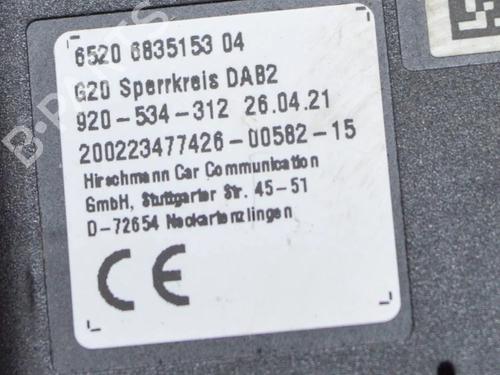 6520 6835153 04
G20 Sperrkreis DAB2
920-534-312 26.04.21
200223477426-00582-15
Hirschmann Car Communication
GmbH, Stuttgarter Str. 45-51
D-72654 Neckartenzlingen
CE
B-PARTS